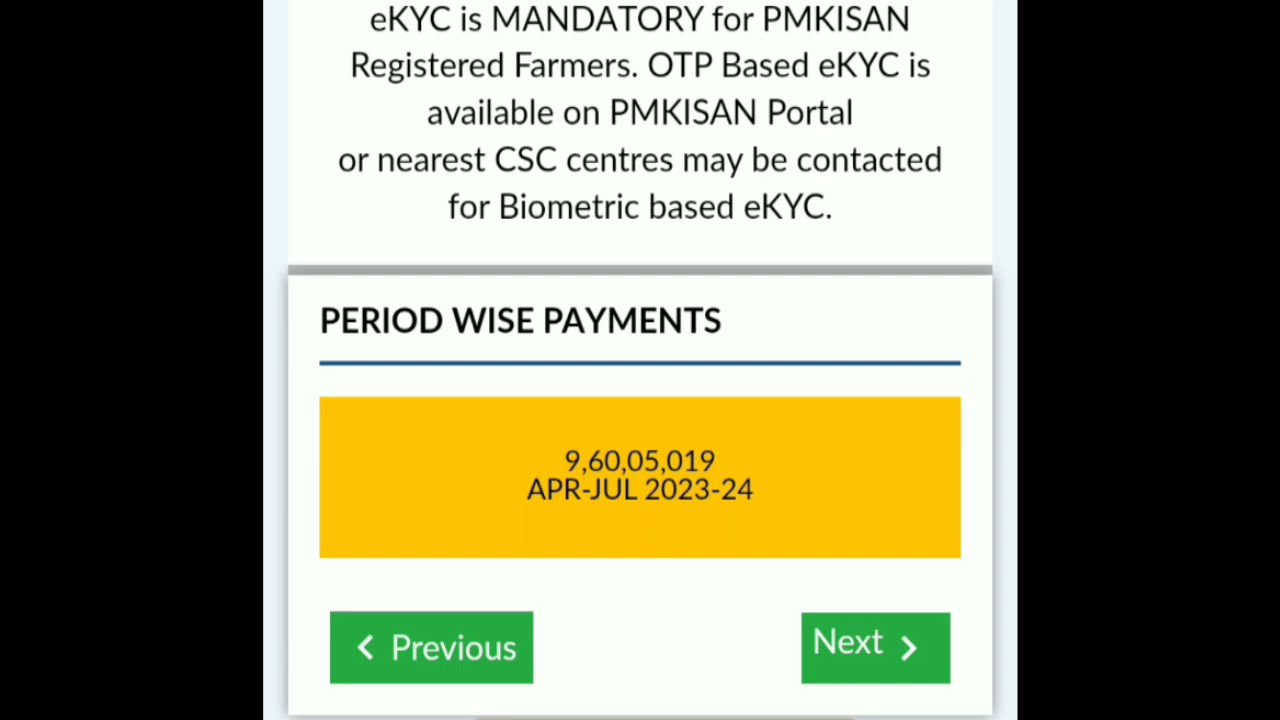 eKYC is MANDATORY for PMKISAN
Registered Farmers. OTP Based eKYC is
available on PMKISAN Portal
or nearest CSC centres may be contacted
for Biometric based eKYC.
PERIOD WISE PAYMENTS
9,60,05,019
APR-JUL 2023-24
Previous
Next